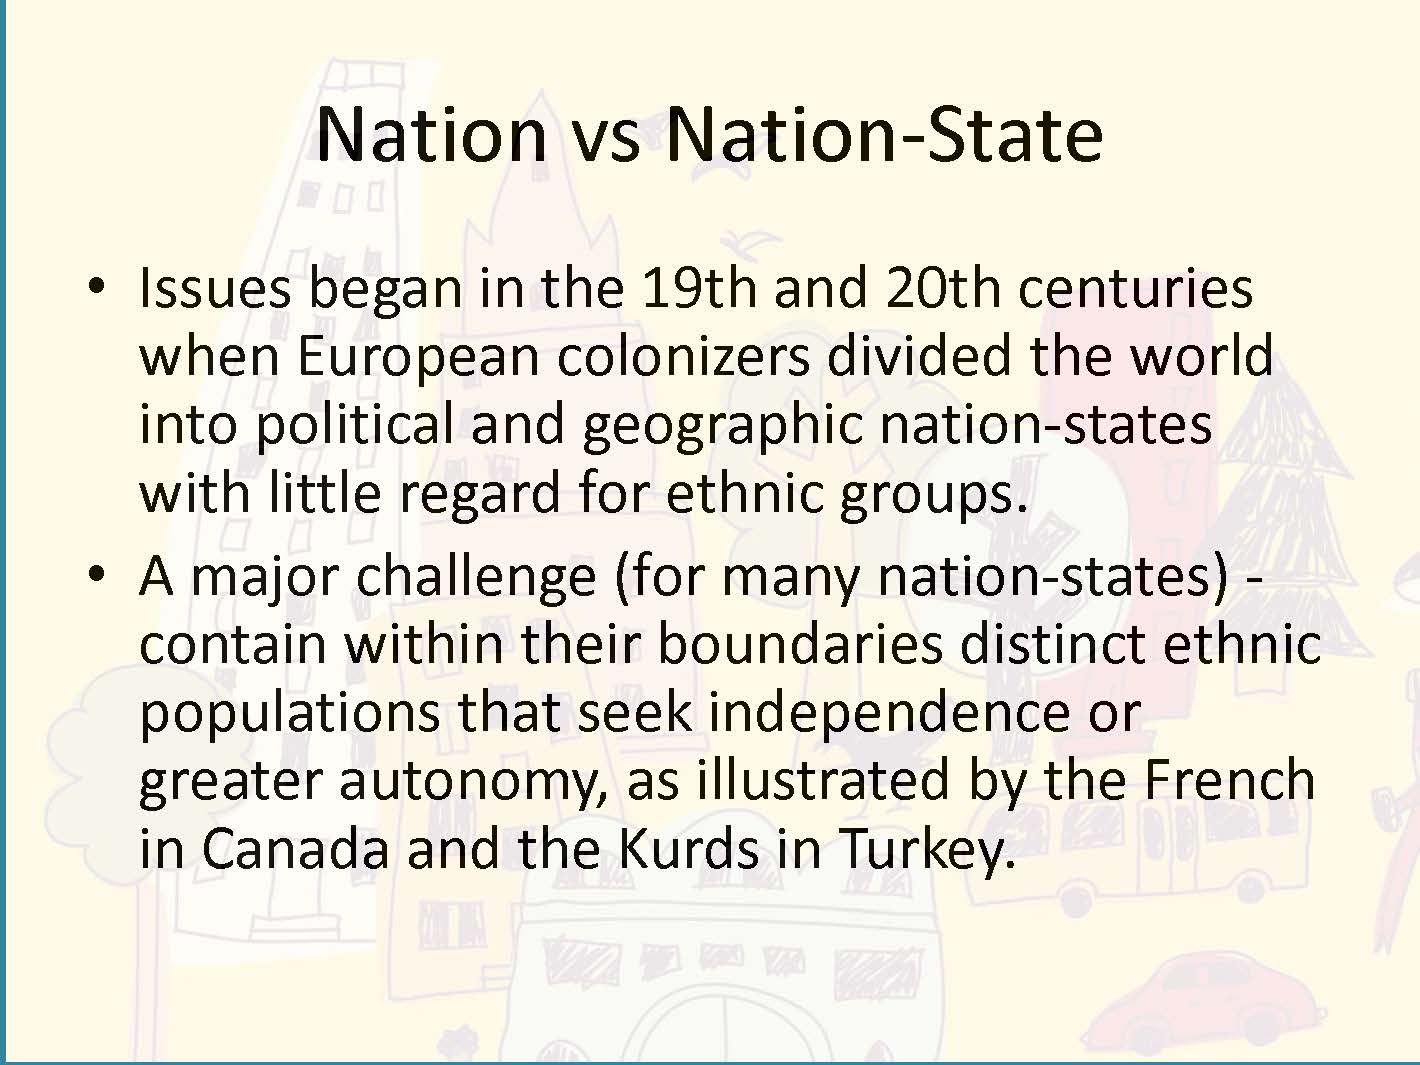 Nation vs Nation-State
• Issues began in the 19th and 20th centuries
when European colonizers divided the world
into political and geographic nation-states
with little regard for ethnic groups.
• A major challenge (for many nation-states) -
contain within their boundaries distinct ethnic
populations that seek independence or
greater autonomy, as illustrated by the French
in Canada and the Kurds in Turkey.